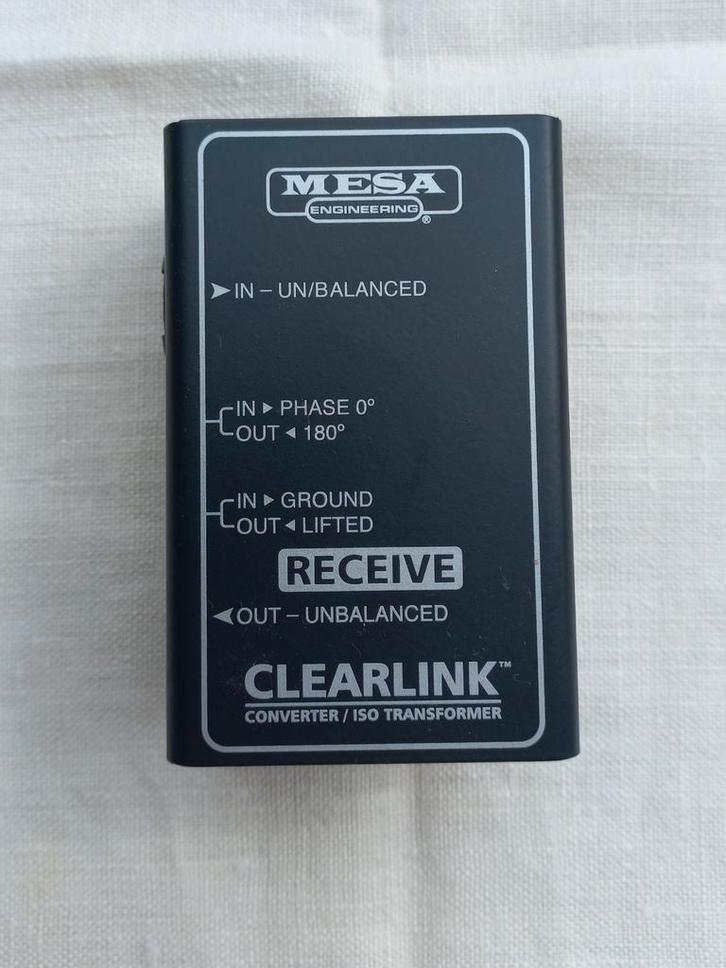 MESA
ENGINEERING®
➤ IN – UN/BALANCED
IN ▶ PHASE 0°
OUT ◀ 180°
IN ▶ GROUND
OUT ◀ LIFTED
RECEIVE
◀ OUT – UNBALANCED
CLEARLINK™
CONVERTER / ISO TRANSFORMER